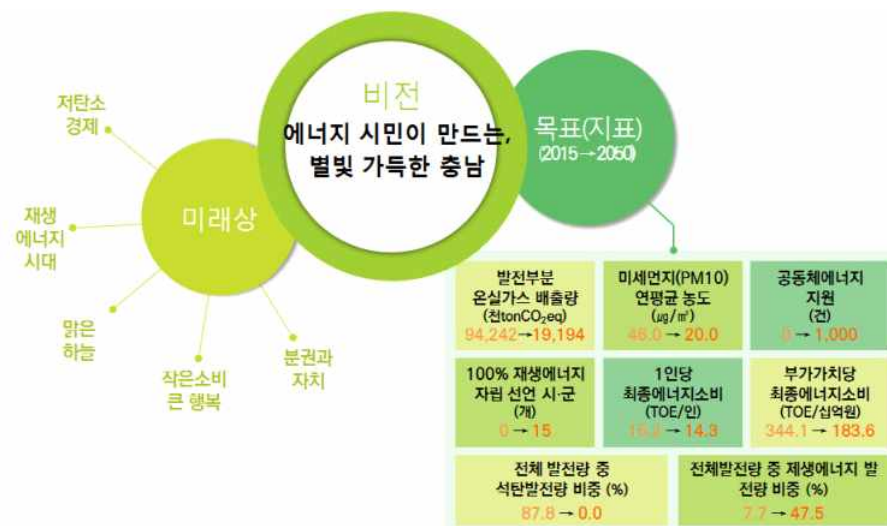 비전
에너지 시민이 만드는,
별빛 가득한 충남
목표(지표)
(2015→2050)
미래상
저탄소
경제
재생
에너지
시대
맑은
하늘
작은소비
큰 행복
분권과
자치
발전부분
온실가스 배출량
(천tonCO₂eq)
94,242→19,194
미세먼지(PM10)
연평균 농도
(㎍/㎥)
46.0→20.0
공동체에너지
지원
(건)
0→1,000
100% 재생에너지
자립 선언 시·군
(개)
0→15
1인당
최종에너지소비
(TOE/인)
→14.3
부가가치당
최종에너지소비
(TOE/십억원)
344.1→183.6
전체 발전량 중
석탄발전량 비중 (%)
87.8→0.0
전체발전량 중 제생에너지 발
전량 비중 (%)
7.7→47.5